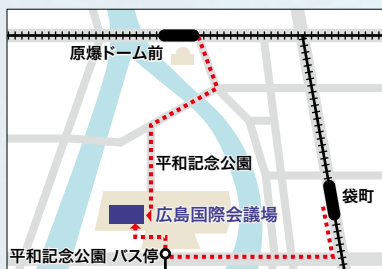 原爆ドーム前
平和記念公園
袋町
広島国際会議場
平和記念公園 バス停